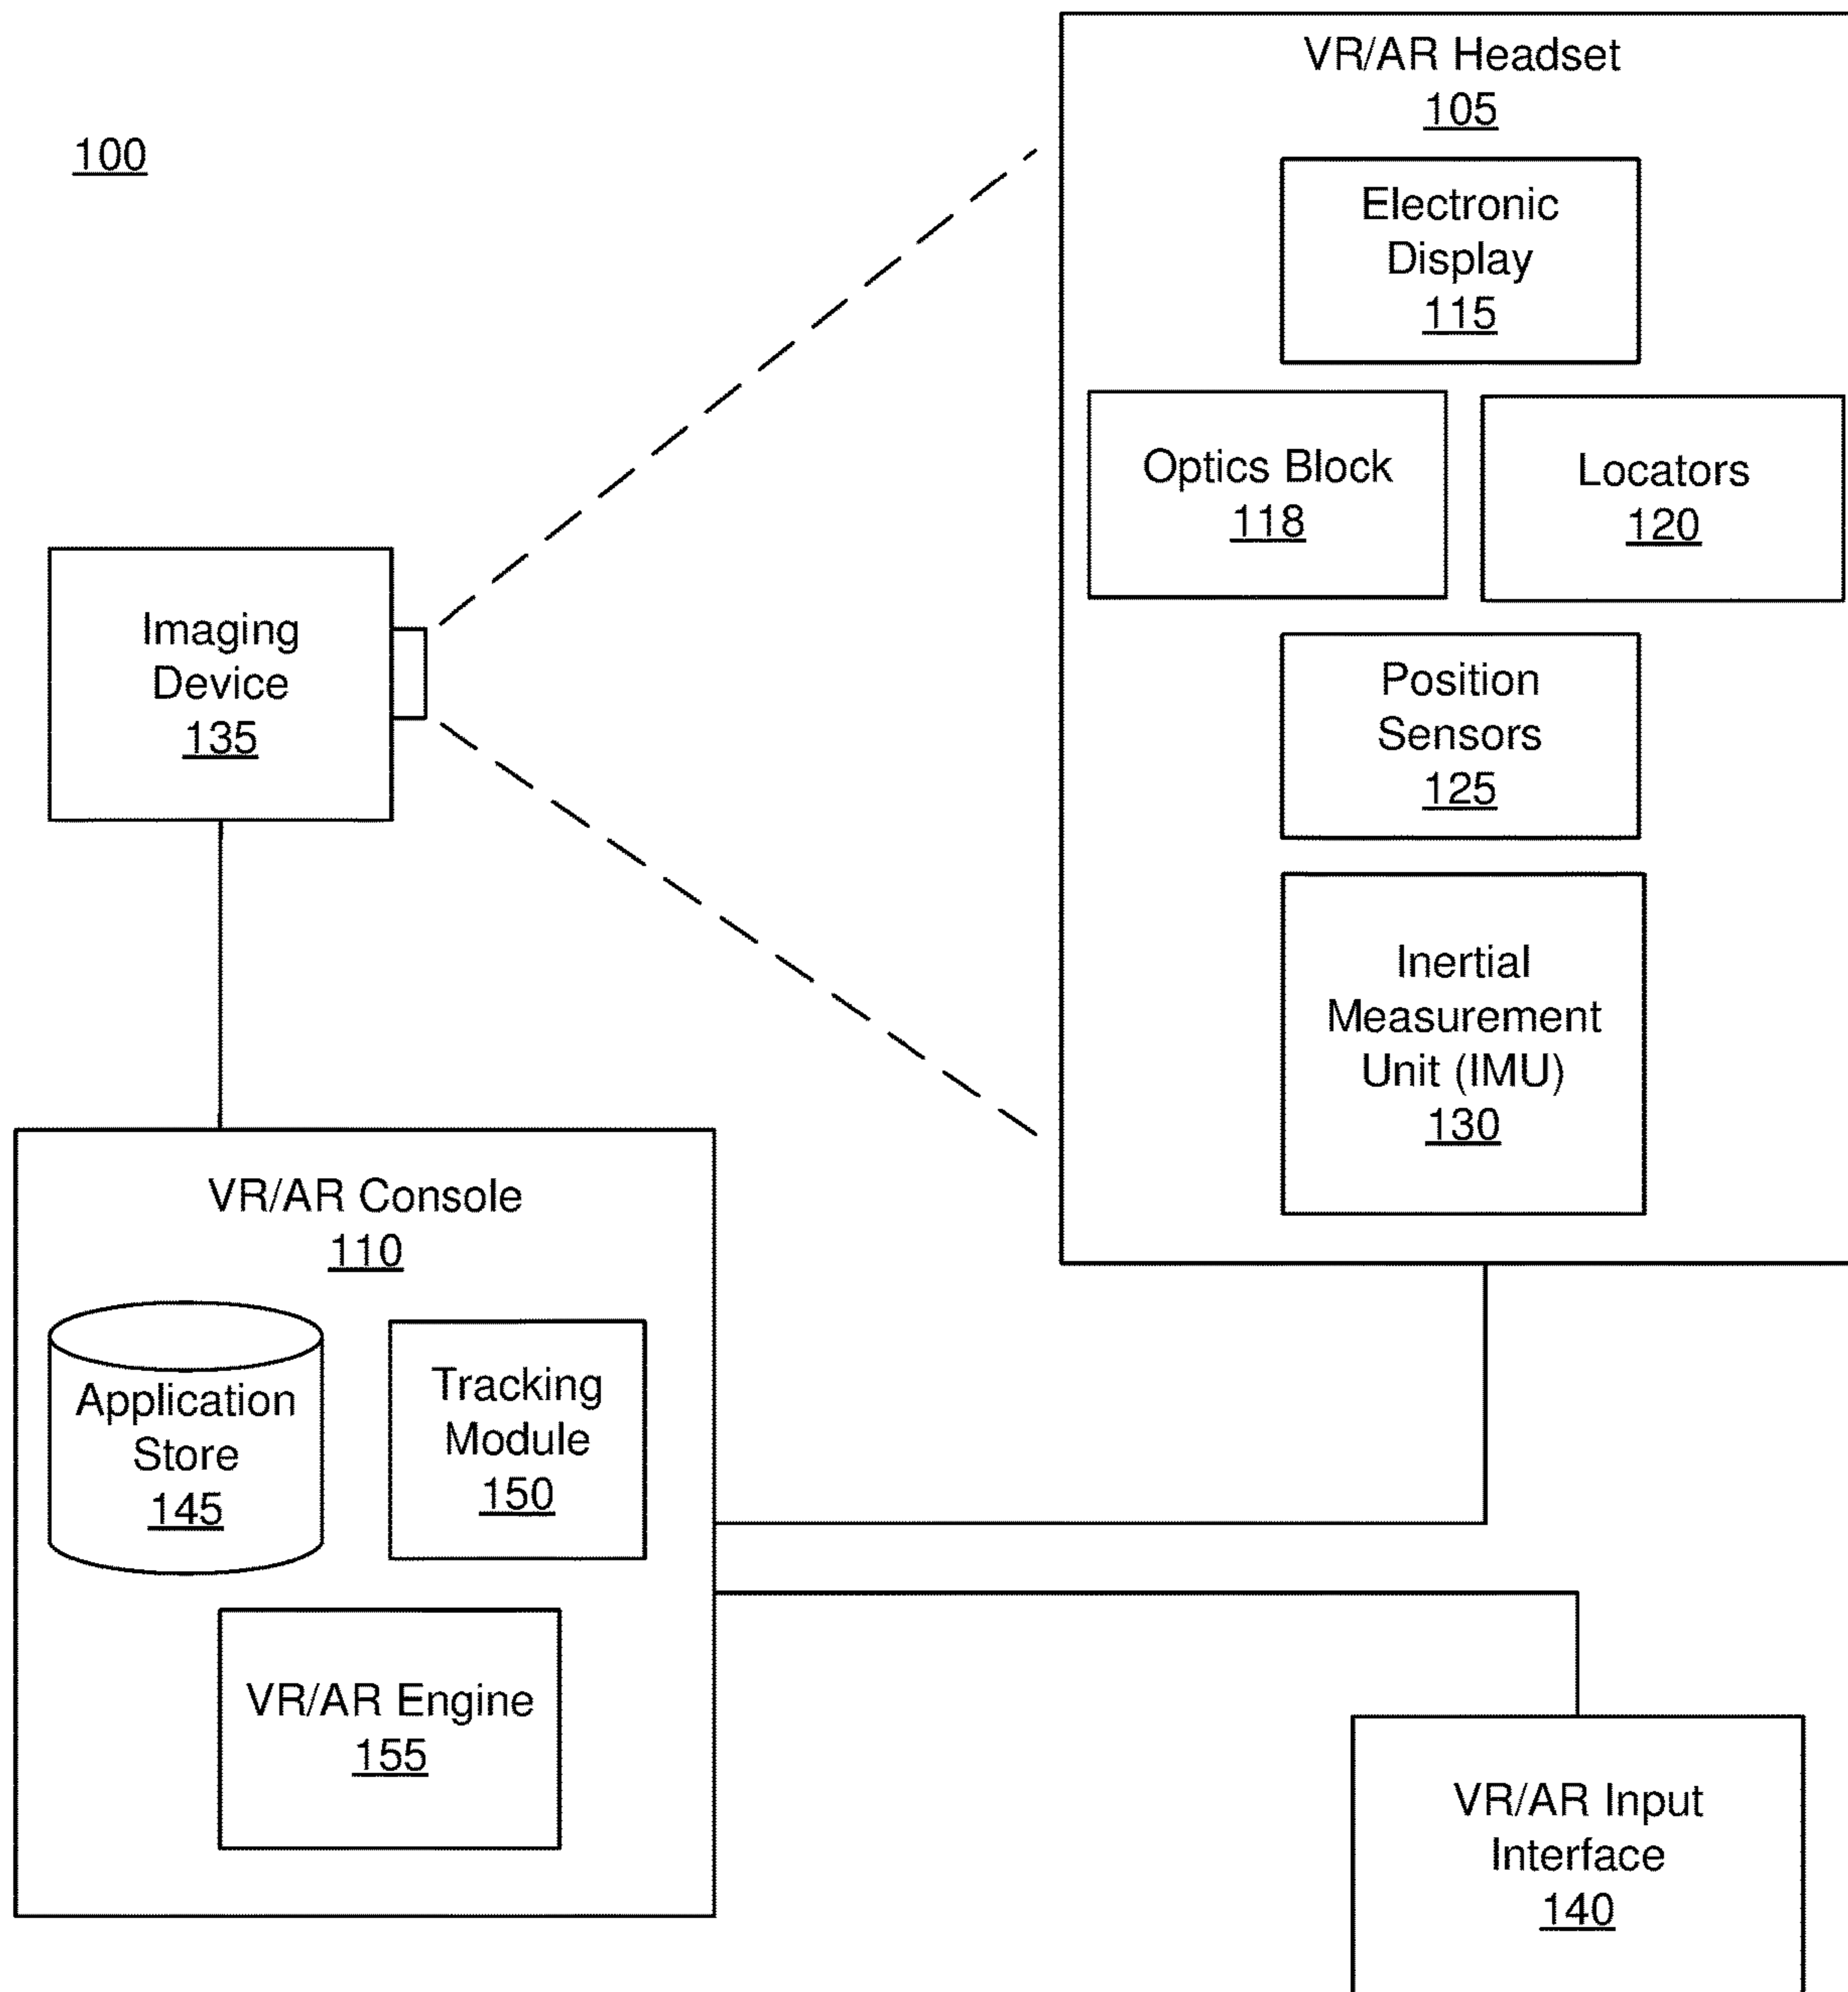 100
VR/AR Headset
105
Electronic
Display
115
Optics Block
118
Locators
120
Imaging
Device
135
Position
Sensors
125
Inertial
Measurement
Unit (IMU)
130
VR/AR Console
110
Application
Store
145
Tracking
Module
150
VR/AR Engine
155
VR/AR Input
Interface
140